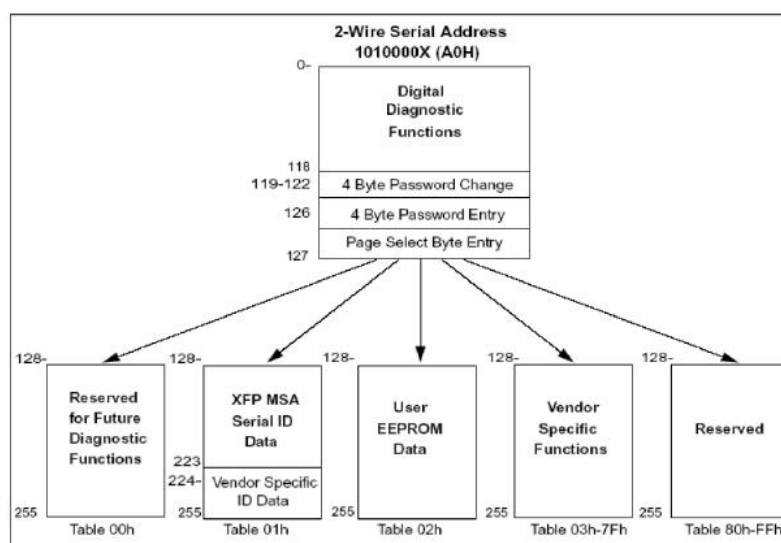 2-Wire Serial Address
1010000X (A0H)
0-
Digital
Diagnostic
Functions
118
119-122
4 Byte Password Change
126
4 Byte Password Entry
Page Select Byte Entry
127
128-
128-
128-
128-
128-
Reserved
for Future
Diagnostic
Functions
XFP MSA
Serial ID
Data
User
EEPROM
Data
Vendor
Specific
Functions
Reserved
223
224-
Vendor Specific
ID Data
255
255
255
255
255
Table 00h
Table 01h
Table 02h
Table 03h-7Fh
Table 80h-FFh